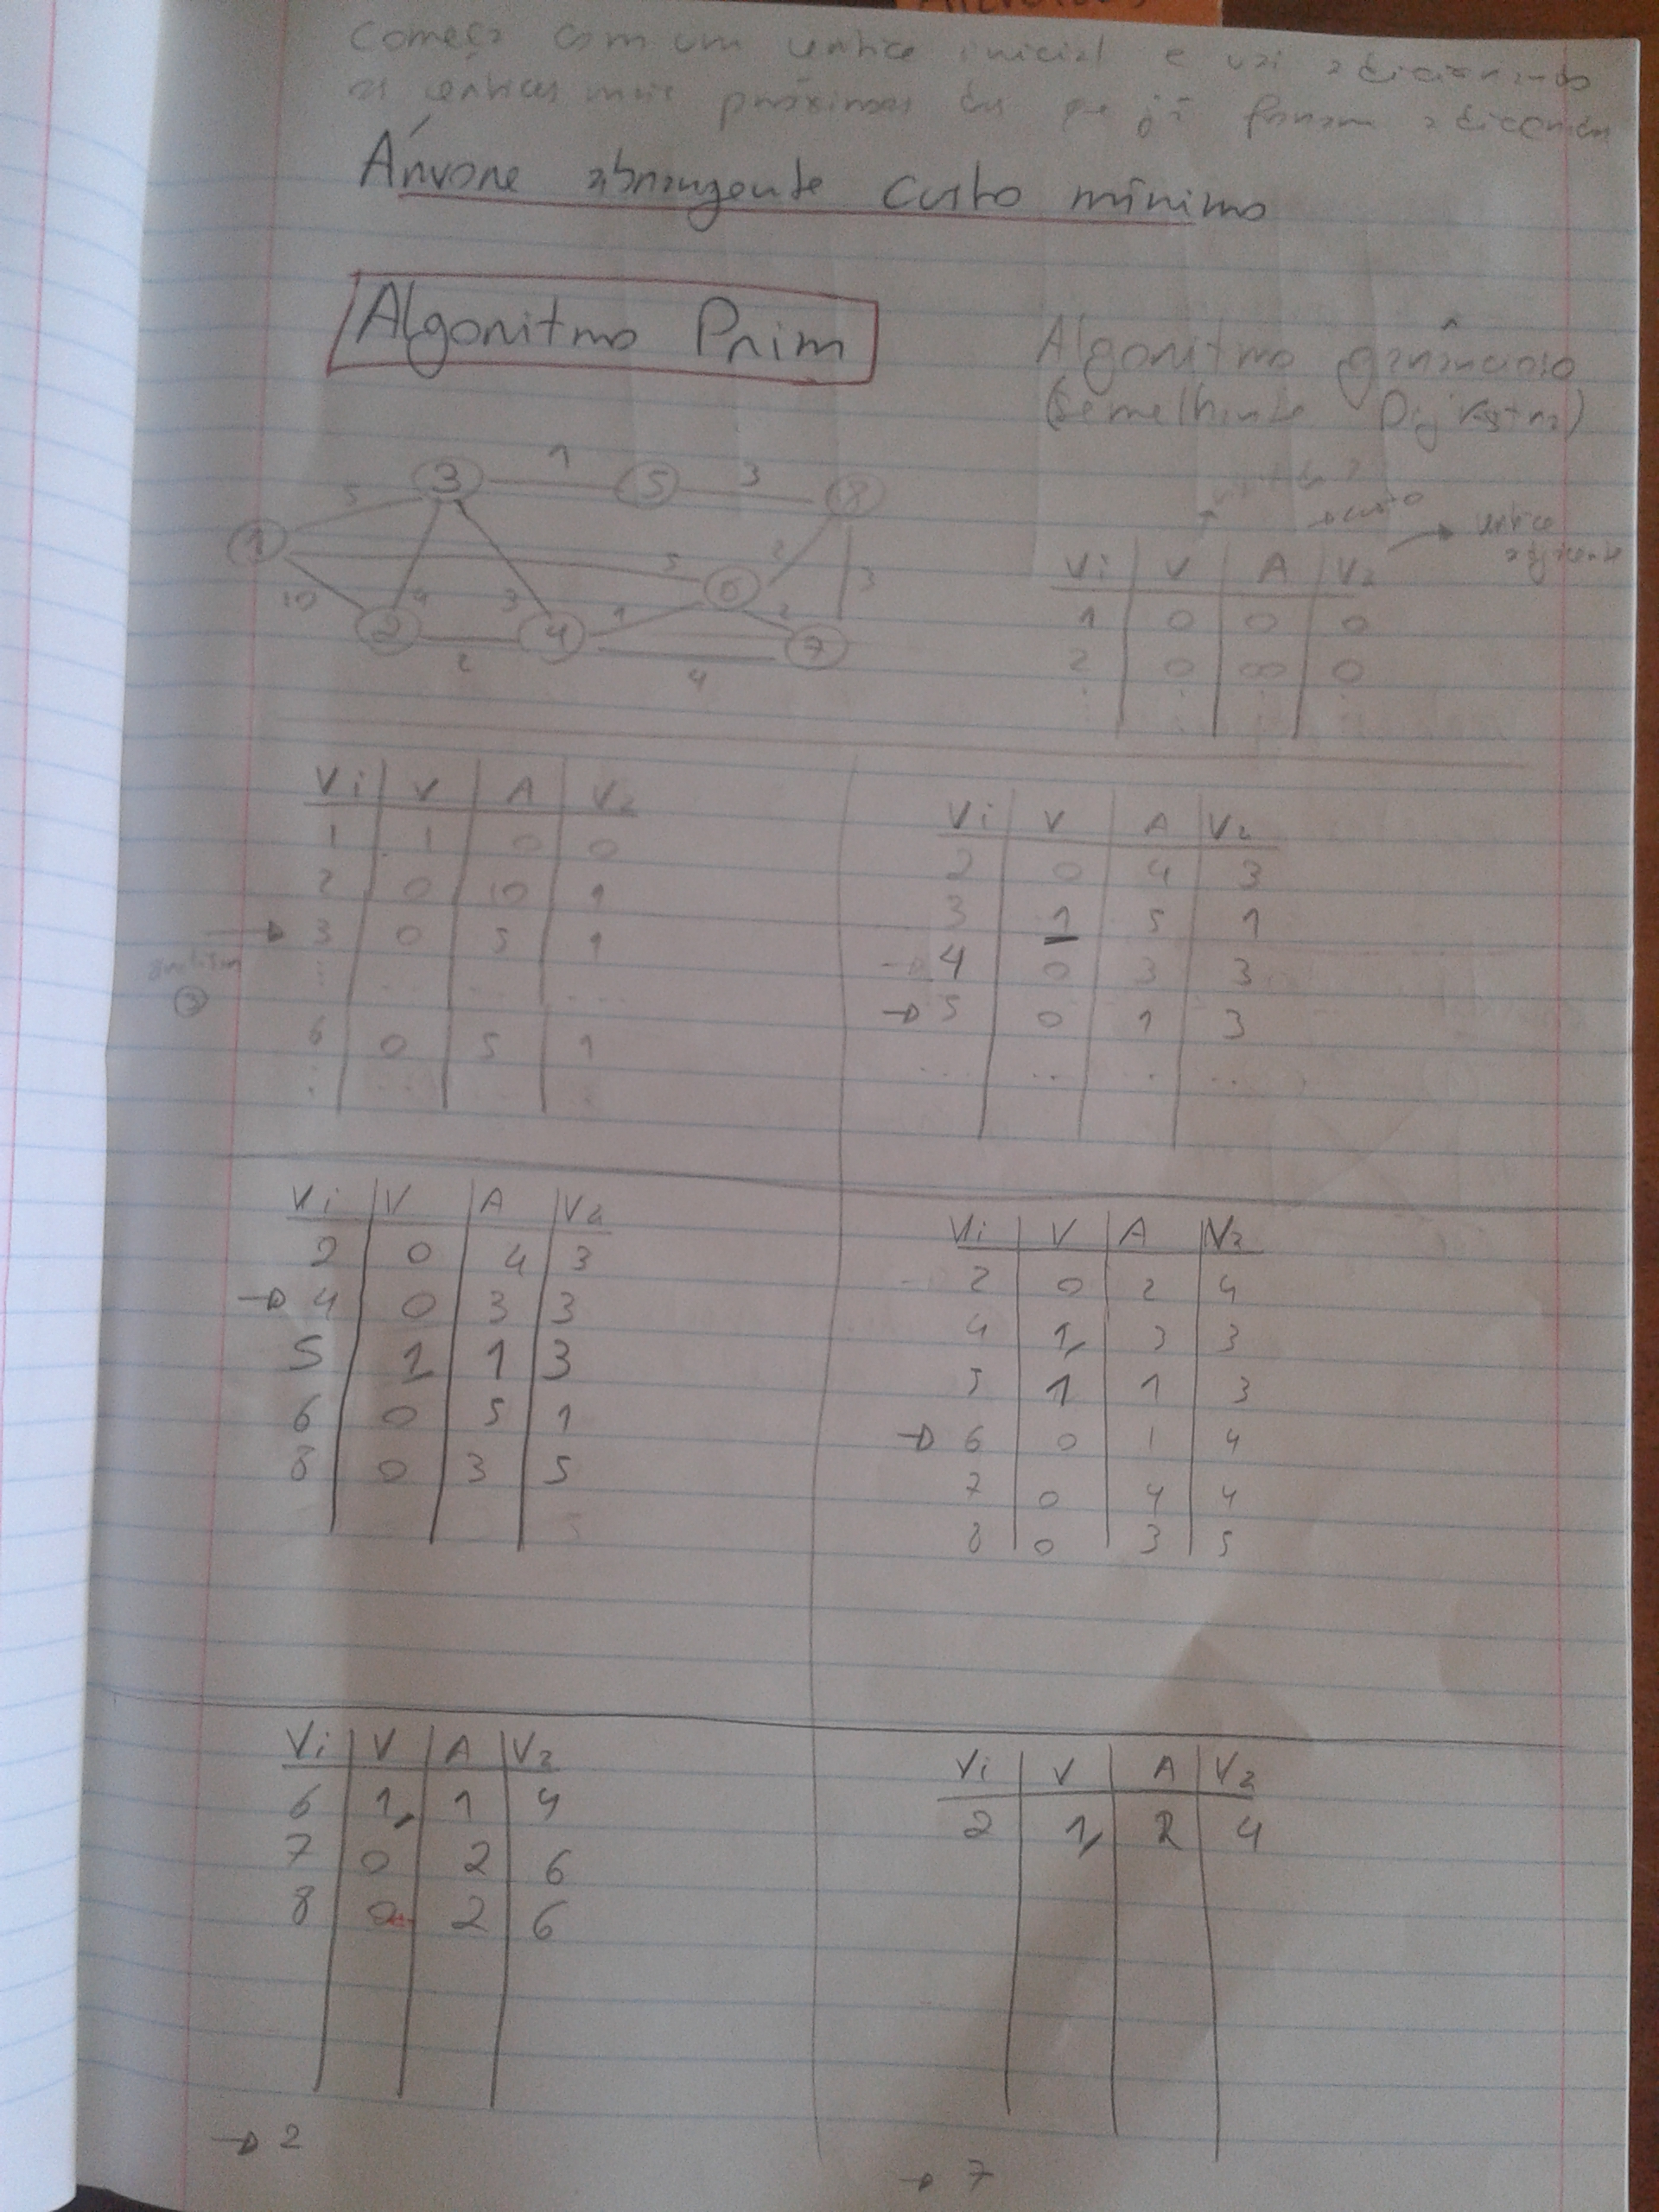 Começa com um vértice inicial e vai adicionando
os vértices mais próximos dos que já foram
Árvore abrangente custo mínimo
Algoritmo Prim
Algoritmo ganâncioso
(semelhante Dijkstra)
1 3
3 1 5 3 8
5
1
5 2
10 4 3 6 3
2 4 1 2 7
2
4
→ custo
→ vértice adjacente
Vi V A V2
1 0 0 0
2 0 ∞ 0
Vi V A V2
1 1 0 0
2 0 10 1
→ 3 0 5 1
3
6 0 5 1
Vi V A V2
2 0 4 3
3 1 5 1
→ 4 0 3 3
→ 5 0 1 3
Vi V A V2
2 0 4 3
→ 4 0 3 3
5 1 1 3
6 0 5 1
8 0 3 5
Vi V A V2
2 0 2 4
4 1 3 3
5 1 1 3
→ 6 0 1 4
7 0 4 4
8 0 3 5
Vi V A V2
6 1 1 4
7 0 2 6
8 0 2 6
→ 2
Vi V A V2
2 1 2 4
→ 7